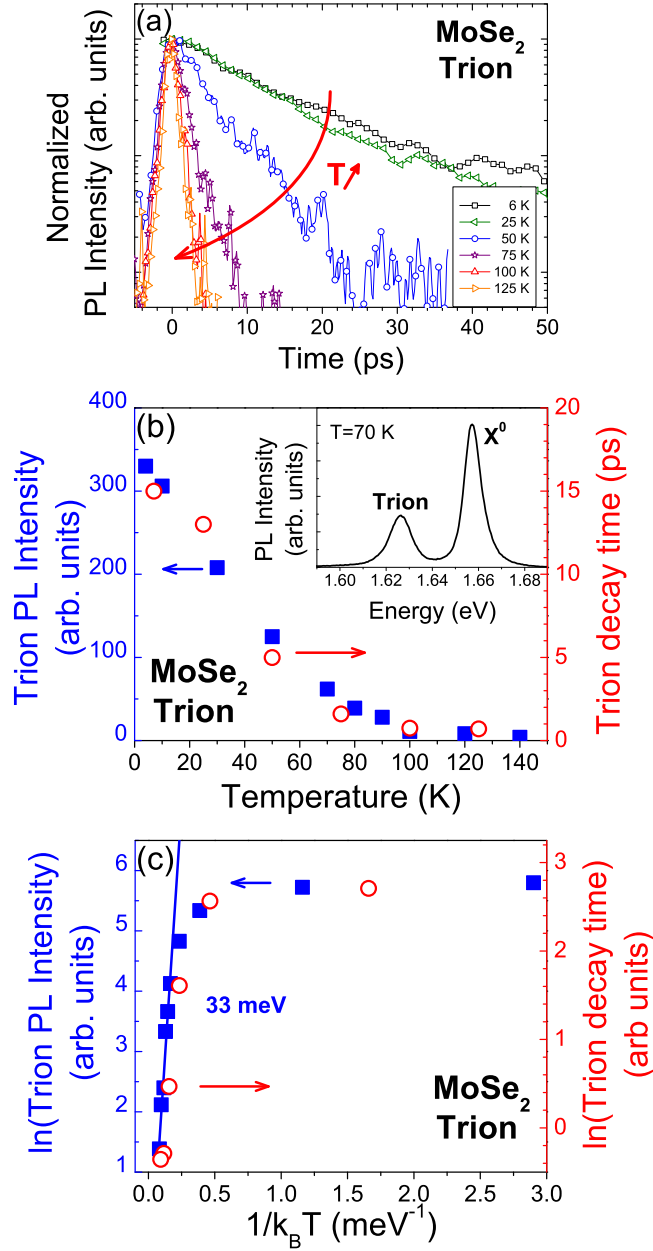 (a)
MoSe2
Trion
Normalized
PL Intensity (arb. units)
T
6 K
25 K
50 K
75 K
100 K
125 K
0 10 20 30 40 50
Time (ps)
(b)
400
300
200
100
0
Trion PL Intensity
(arb. units)
T=70 K
X0
Trion
PL Intensity
(arb. units)
1.60 1.62 1.64 1.66 1.68
Energy (eV)
MoSe2
Trion
20
15
10
5
0
Trion decay time (ps)
0 20 40 60 80 100 120 140
Temperature (K)
(c)
6
5
4
3
2
1
ln(Trion PL Intensity)
(arb. units)
33 meV
MoSe2
Trion
3
2
1
0
ln(Trion decay time)
(arb units)
0.0 0.5 1.0 1.5 2.0 2.5 3.0
1/kBT (meV-1)